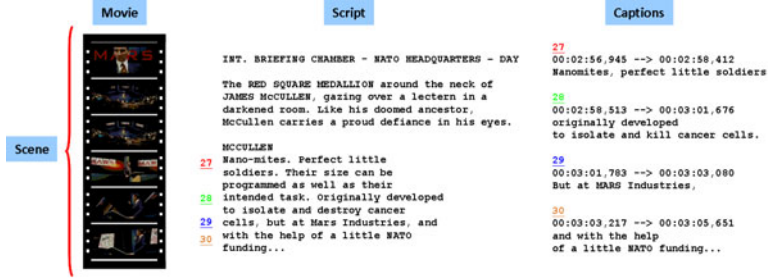 Movie
Script
Captions
Scene
MARS
INT. BRIEFING CHAMBER - NATO HEADQUARTERS - DAY
The RED SQUARE MEDALLION around the neck of
JAMES McCULLEN, gazing over a lectern in a
darkened room. Like his doomed ancestor,
McCullen carries a proud defiance in his eyes.
MCCULLEN
27 Nano-mites. Perfect little
soldiers. Their size can be
programmed as well as their
28 intended task. Originally developed
to isolate and destroy cancer
29 cells, but at Mars Industries, and
30 with the help of a little NATO
funding...
27
00:02:56,945 --> 00:02:58,412
Nanomites, perfect little soldiers
28
00:02:58,513 --> 00:03:01,676
originally developed
to isolate and kill cancer cells.
29
00:03:01,783 --> 00:03:03,080
But at MARS Industries,
30
00:03:03,217 --> 00:03:05,651
and with the help
of a little NATO funding...